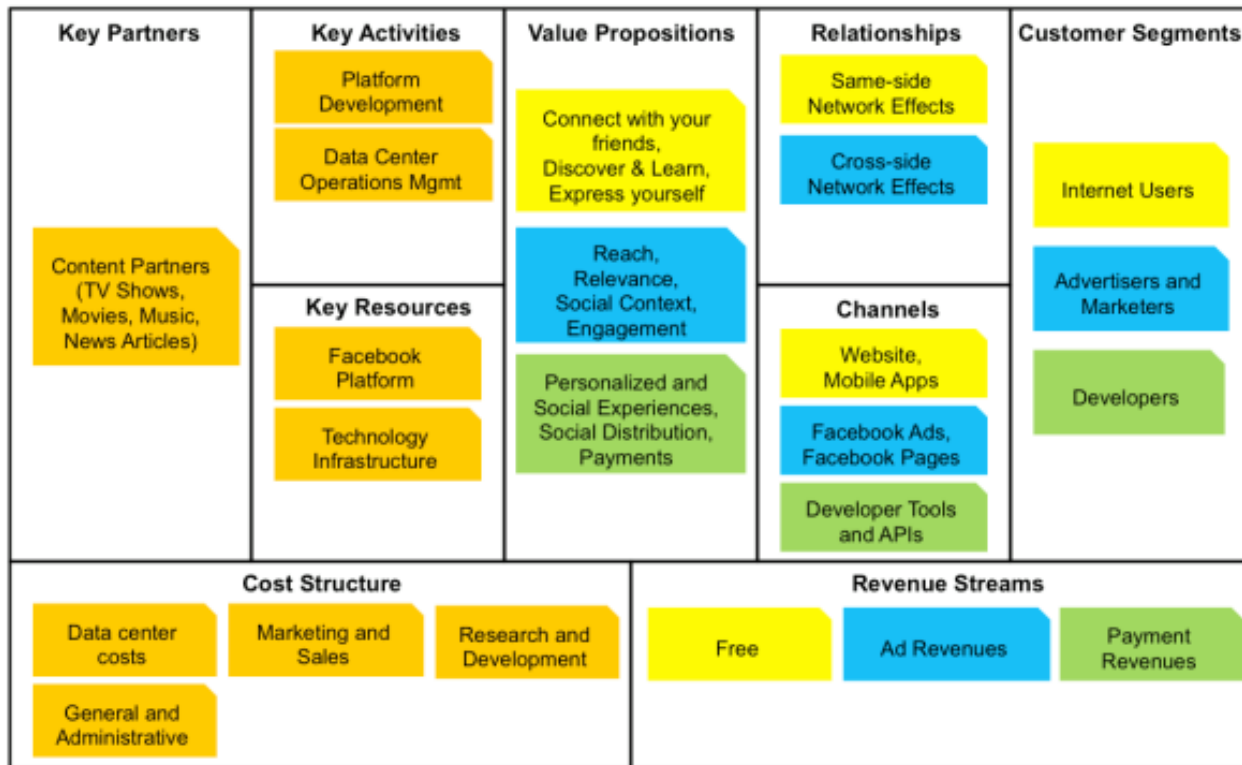 Key Partners
Content Partners
(TV Shows,
Movies, Music,
News Articles)
Key Activities
Platform
Development
Data Center
Operations Mgmt
Key Resources
Facebook
Platform
Technology
Infrastructure
Value Propositions
Connect with your
friends,
Discover & Learn,
Express yourself
Reach,
Relevance,
Social Context,
Engagement
Personalized and
Social Experiences,
Social Distribution,
Payments
Relationships
Same-side
Network Effects
Cross-side
Network Effects
Channels
Website,
Mobile Apps
Facebook Ads,
Facebook Pages
Developer Tools
and APIs
Customer Segments
Internet Users
Advertisers and
Marketers
Developers
Cost Structure
Data center
costs
Marketing and
Sales
Research and
Development
General and
Administrative
Revenue Streams
Free
Ad Revenues
Payment
Revenues